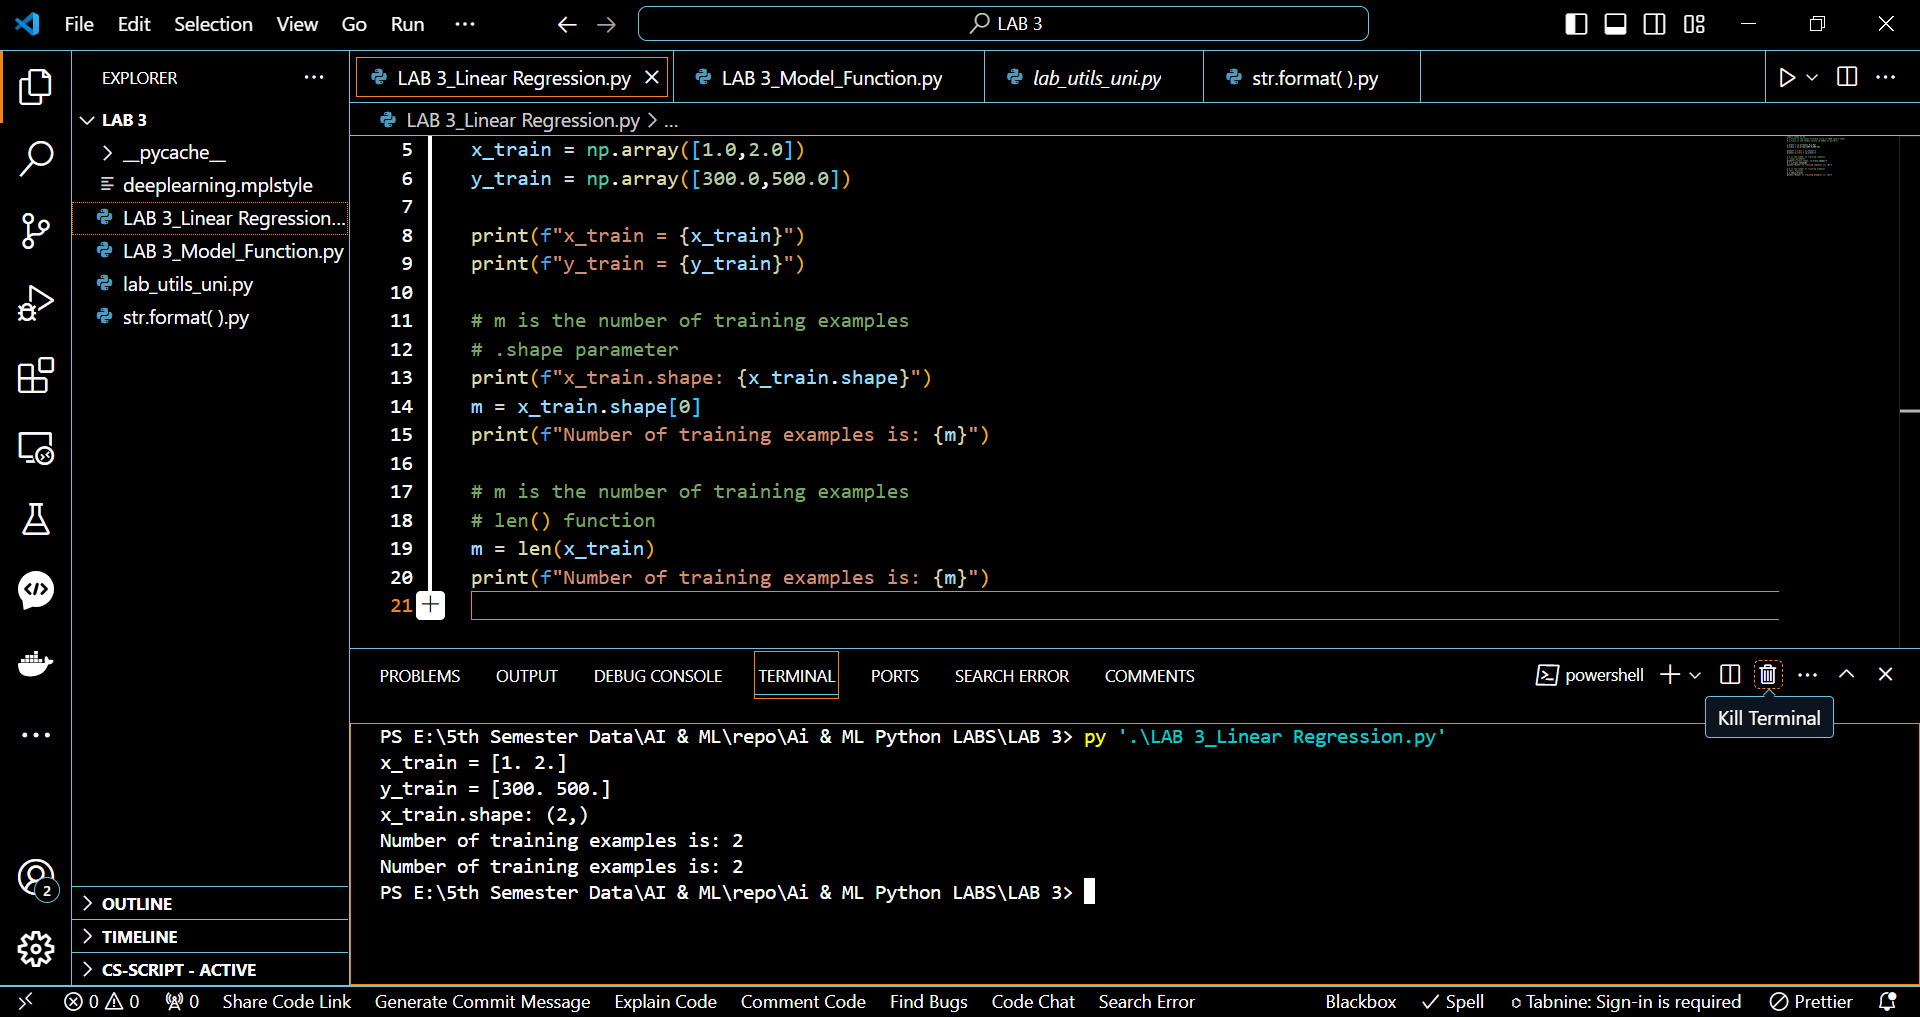 File Edit Selection View Go Run ...
LAB 3
EXPLORER
LAB 3
__pycache__
deeplearning.mplstyle
LAB 3_Linear Regression...
LAB 3_Model_Function.py
lab_utils_uni.py
str.format( ).py
OUTLINE
TIMELINE
CS-SCRIPT - ACTIVE
2
LAB 3_Linear Regression.py LAB 3_Model_Function.py lab_utils_uni.py str.format( ).py
LAB 3_Linear Regression.py > ...
5 x_train = np.array([1.0,2.0])
6 y_train = np.array([300.0,500.0])
7
8 print(f"x_train = {x_train}")
9 print(f"y_train = {y_train}")
10
11 # m is the number of training examples
12 # .shape parameter
13 print(f"x_train.shape: {x_train.shape}")
14 m = x_train.shape[0]
15 print(f"Number of training examples is: {m}")
16
17 # m is the number of training examples
18 # len() function
19 m = len(x_train)
20 print(f"Number of training examples is: {m}")
21
PROBLEMS OUTPUT DEBUG CONSOLE TERMINAL PORTS SEARCH ERROR COMMENTS powershell
Kill Terminal
PS E:\5th Semester Data\AI & ML\repo\Ai & ML Python LABS\LAB 3> py '.\LAB 3_Linear Regression.py'
x_train = [1. 2.]
y_train = [300. 500.]
x_train.shape: (2,)
Number of training examples is: 2
Number of training examples is: 2
PS E:\5th Semester Data\AI & ML\repo\Ai & ML Python LABS\LAB 3>
0 0 0 Share Code Link Generate Commit Message Explain Code Comment Code Find Bugs Code Chat Search Error Blackbox Spell Tabnine: Sign-in is required Prettier